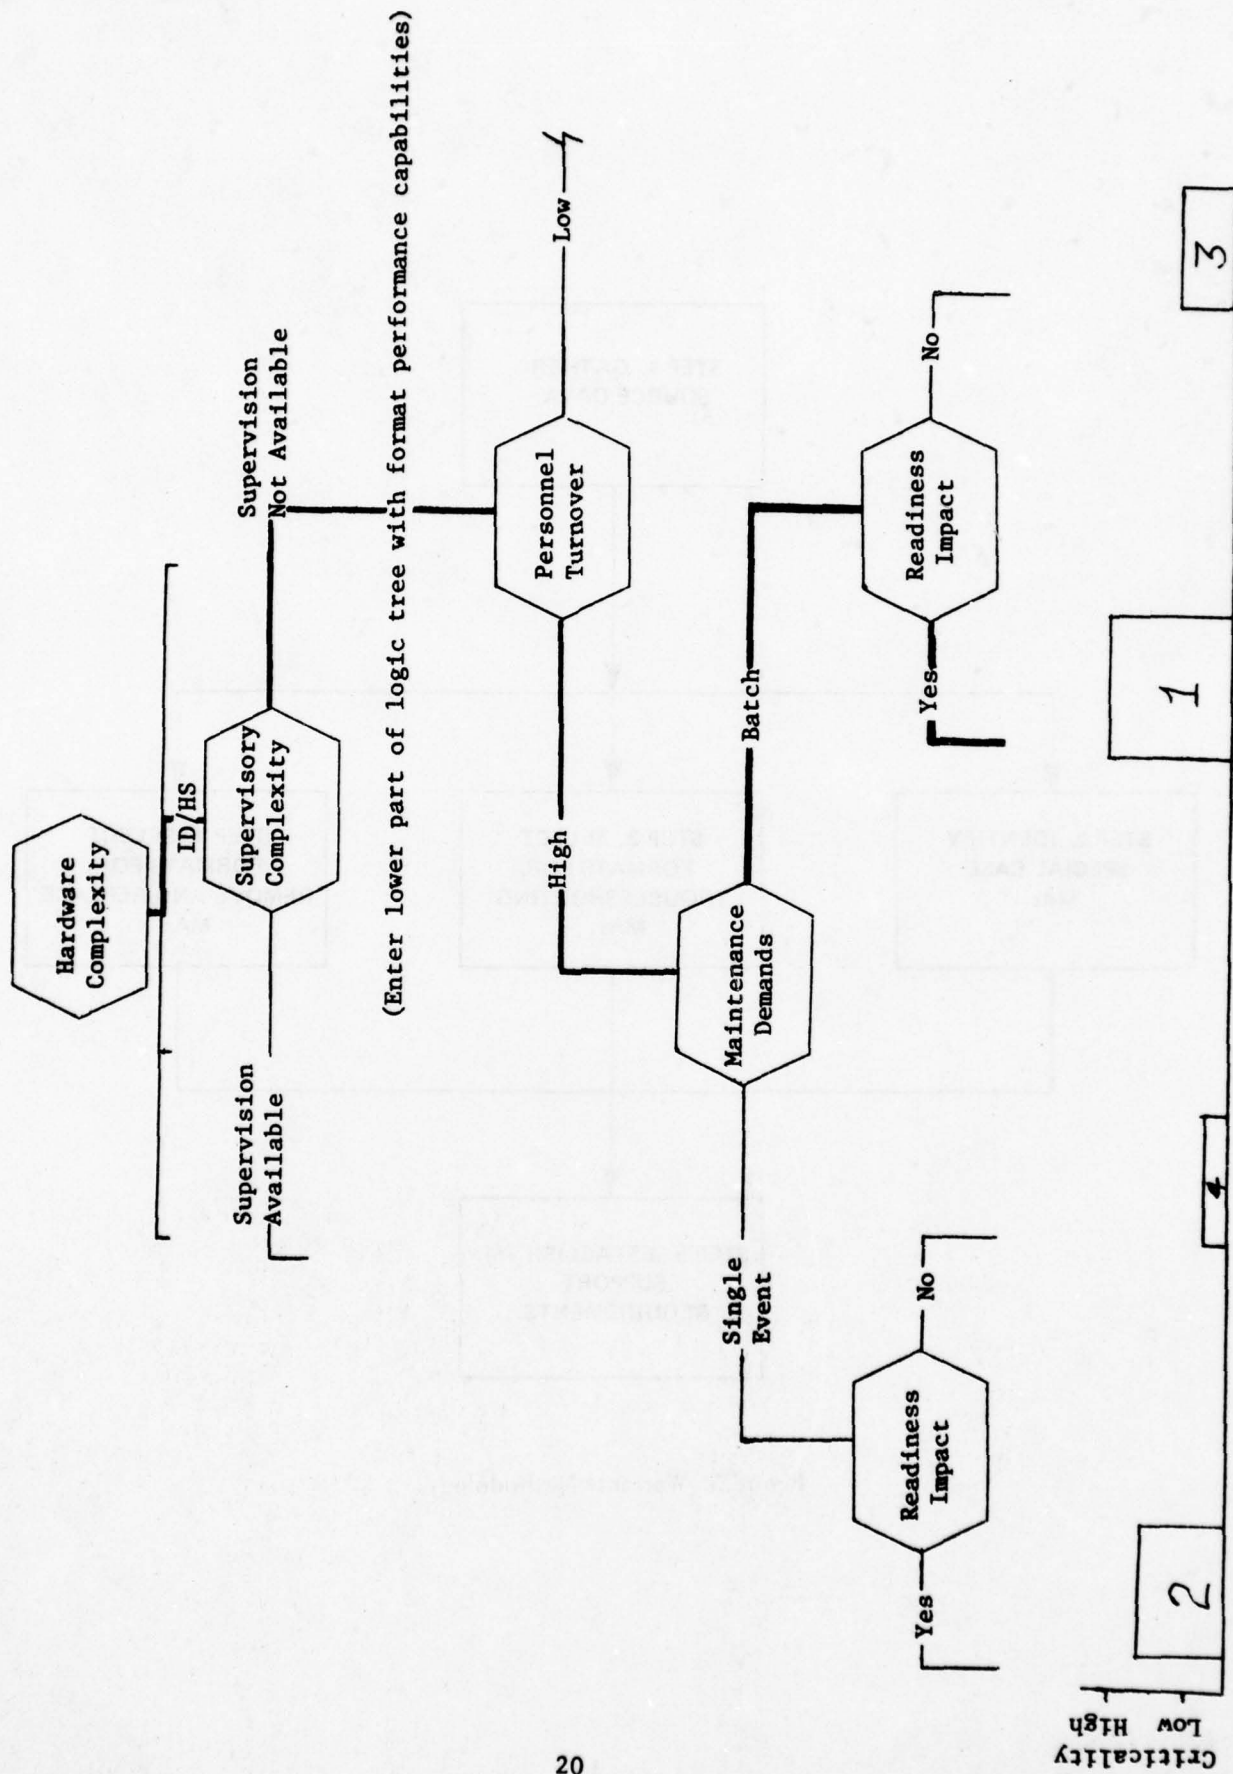 Hardware
Complexity
ID/HS
Supervision
Available
Supervisory
Complexity
Supervision
Not Available
(Enter lower part of logic tree with format performance capabilities)
High
Personnel
Turnover
Low
Single
Event
Maintenance
Demands
Batch
Yes
Readiness
Impact
No
Yes
Readiness
Impact
No
Criticality
High
Low
2
4
1
3
20